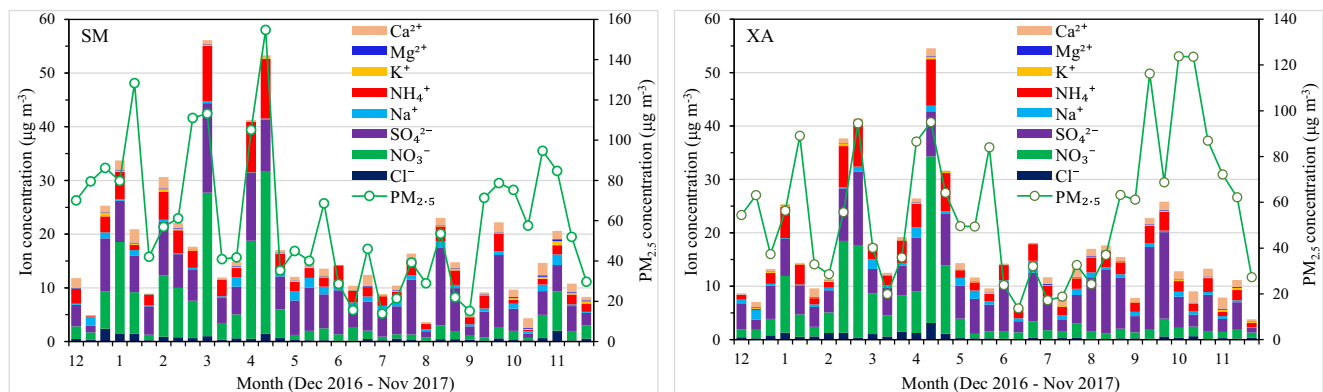 SM
Ion concentration (µg m⁻³)
60
50
40
30
20
10
0
Ca²⁺
Mg²⁺
K⁺
NH₄⁺
Na⁺
SO₄²⁻
NO₃⁻
Cl⁻
PM₂.₅
160
140
120
100
80
60
40
20
0
PM₂.₅ concentration (µg m⁻³)
12 1 2 3 4 5 6 7 8 9 10 11
Month (Dec 2016 - Nov 2017)
XA
Ion concentration (µg m⁻³)
60
50
40
30
20
10
0
Ca²⁺
Mg²⁺
K⁺
NH₄⁺
Na⁺
SO₄²⁻
NO₃⁻
Cl⁻
PM₂.₅
140
120
100
80
60
40
20
0
PM₂.₅ concentration (µg m⁻³)
12 1 2 3 4 5 6 7 8 9 10 11
Month (Dec 2016 - Nov 2017)